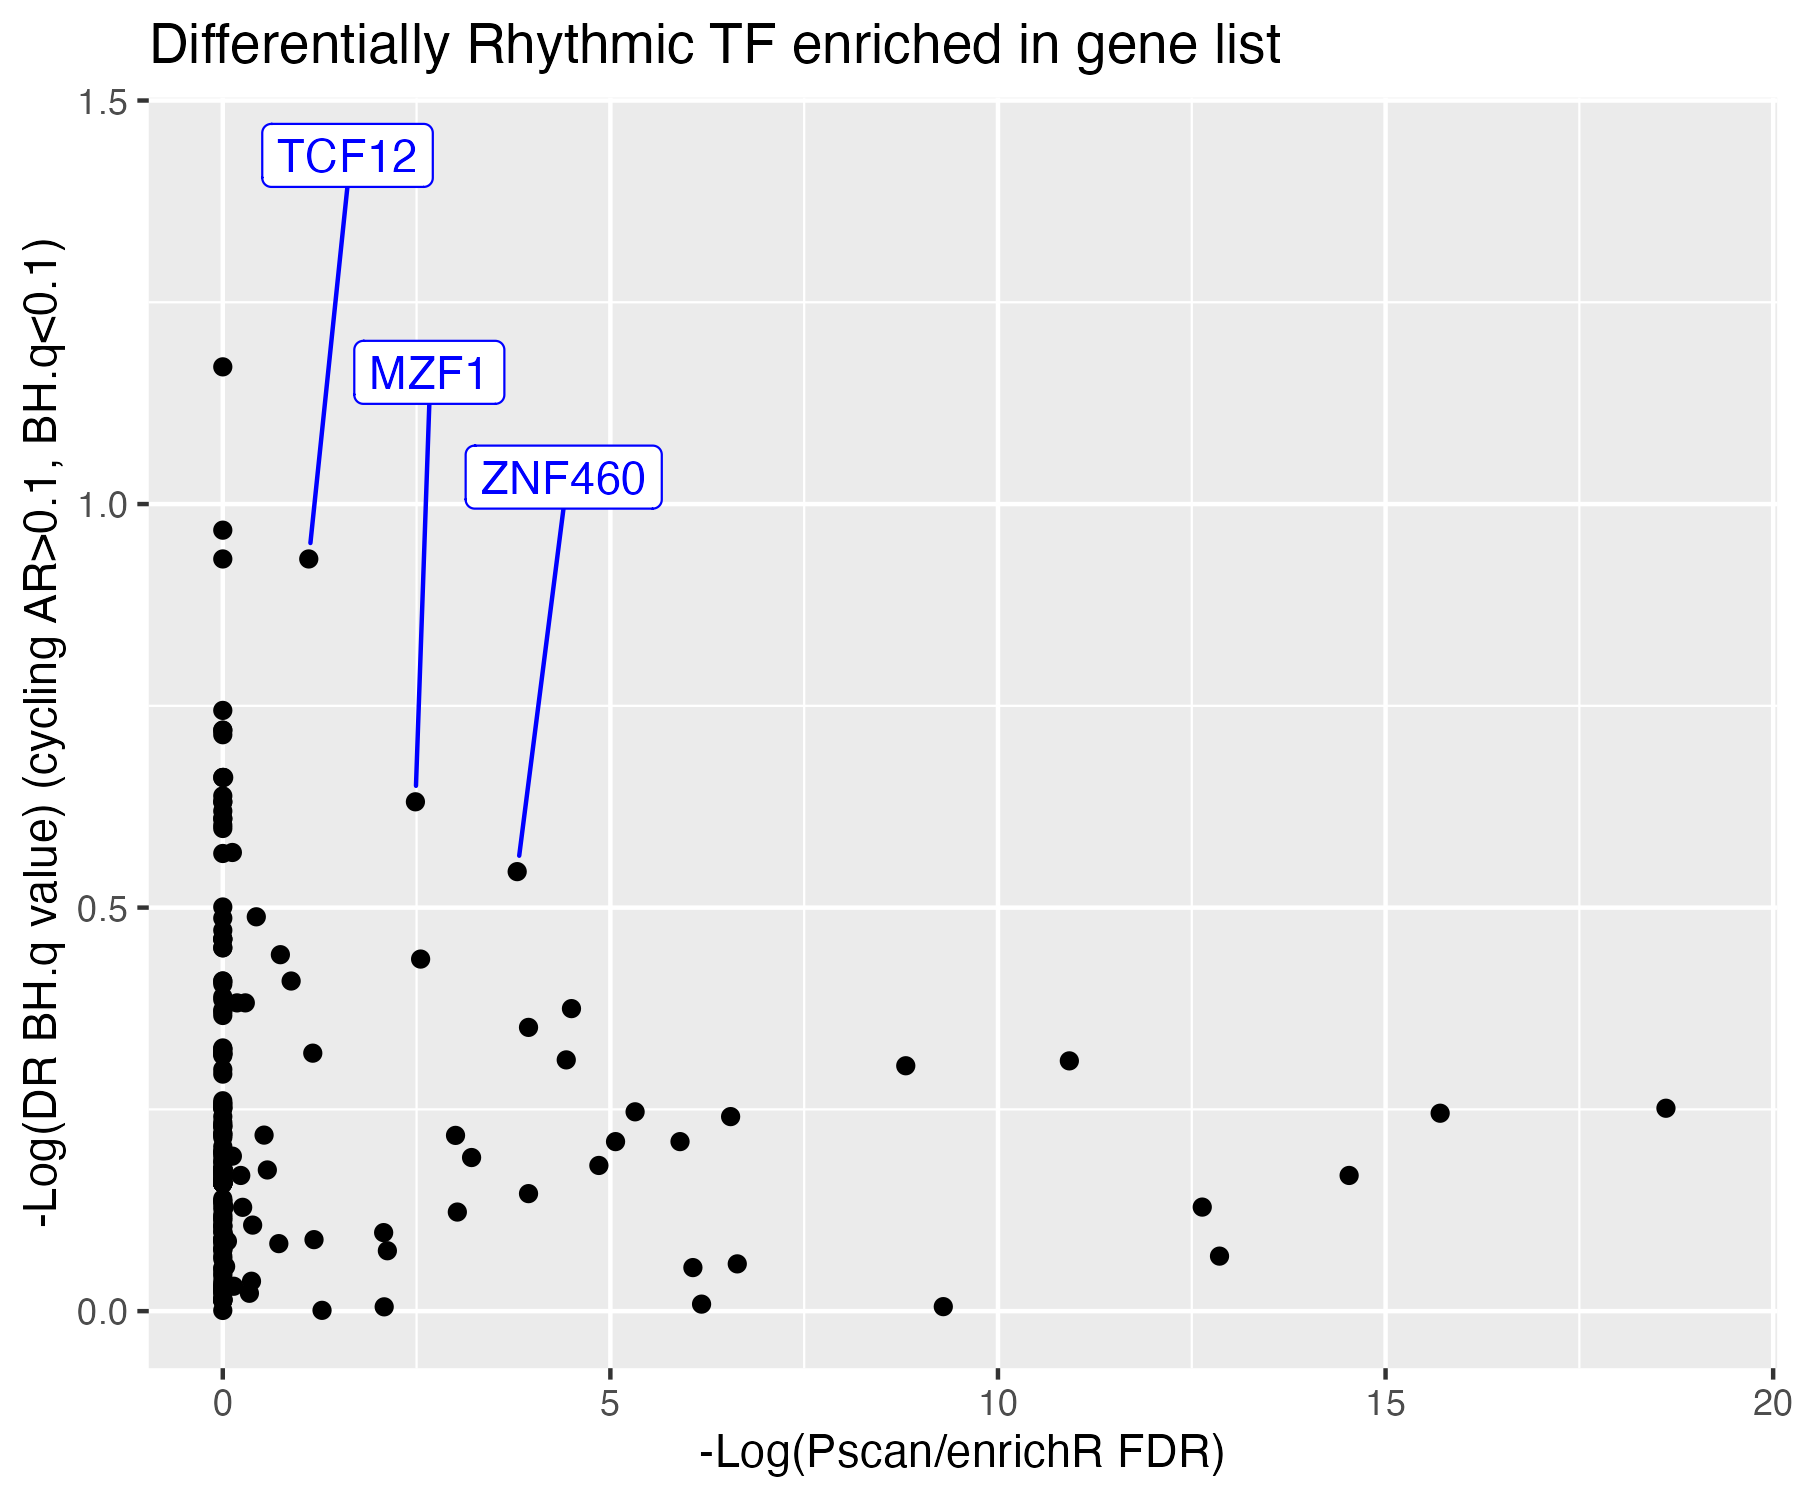 Differentially Rhythmic TF enriched in gene list
-Log(DR BH.q value) (cycling AR>0.1, BH.q<0.1)
1.5
1.0
0.5
0.0
TCF12
MZF1
ZNF460
0
5
10
15
20
-Log(Pscan/enrichR FDR)